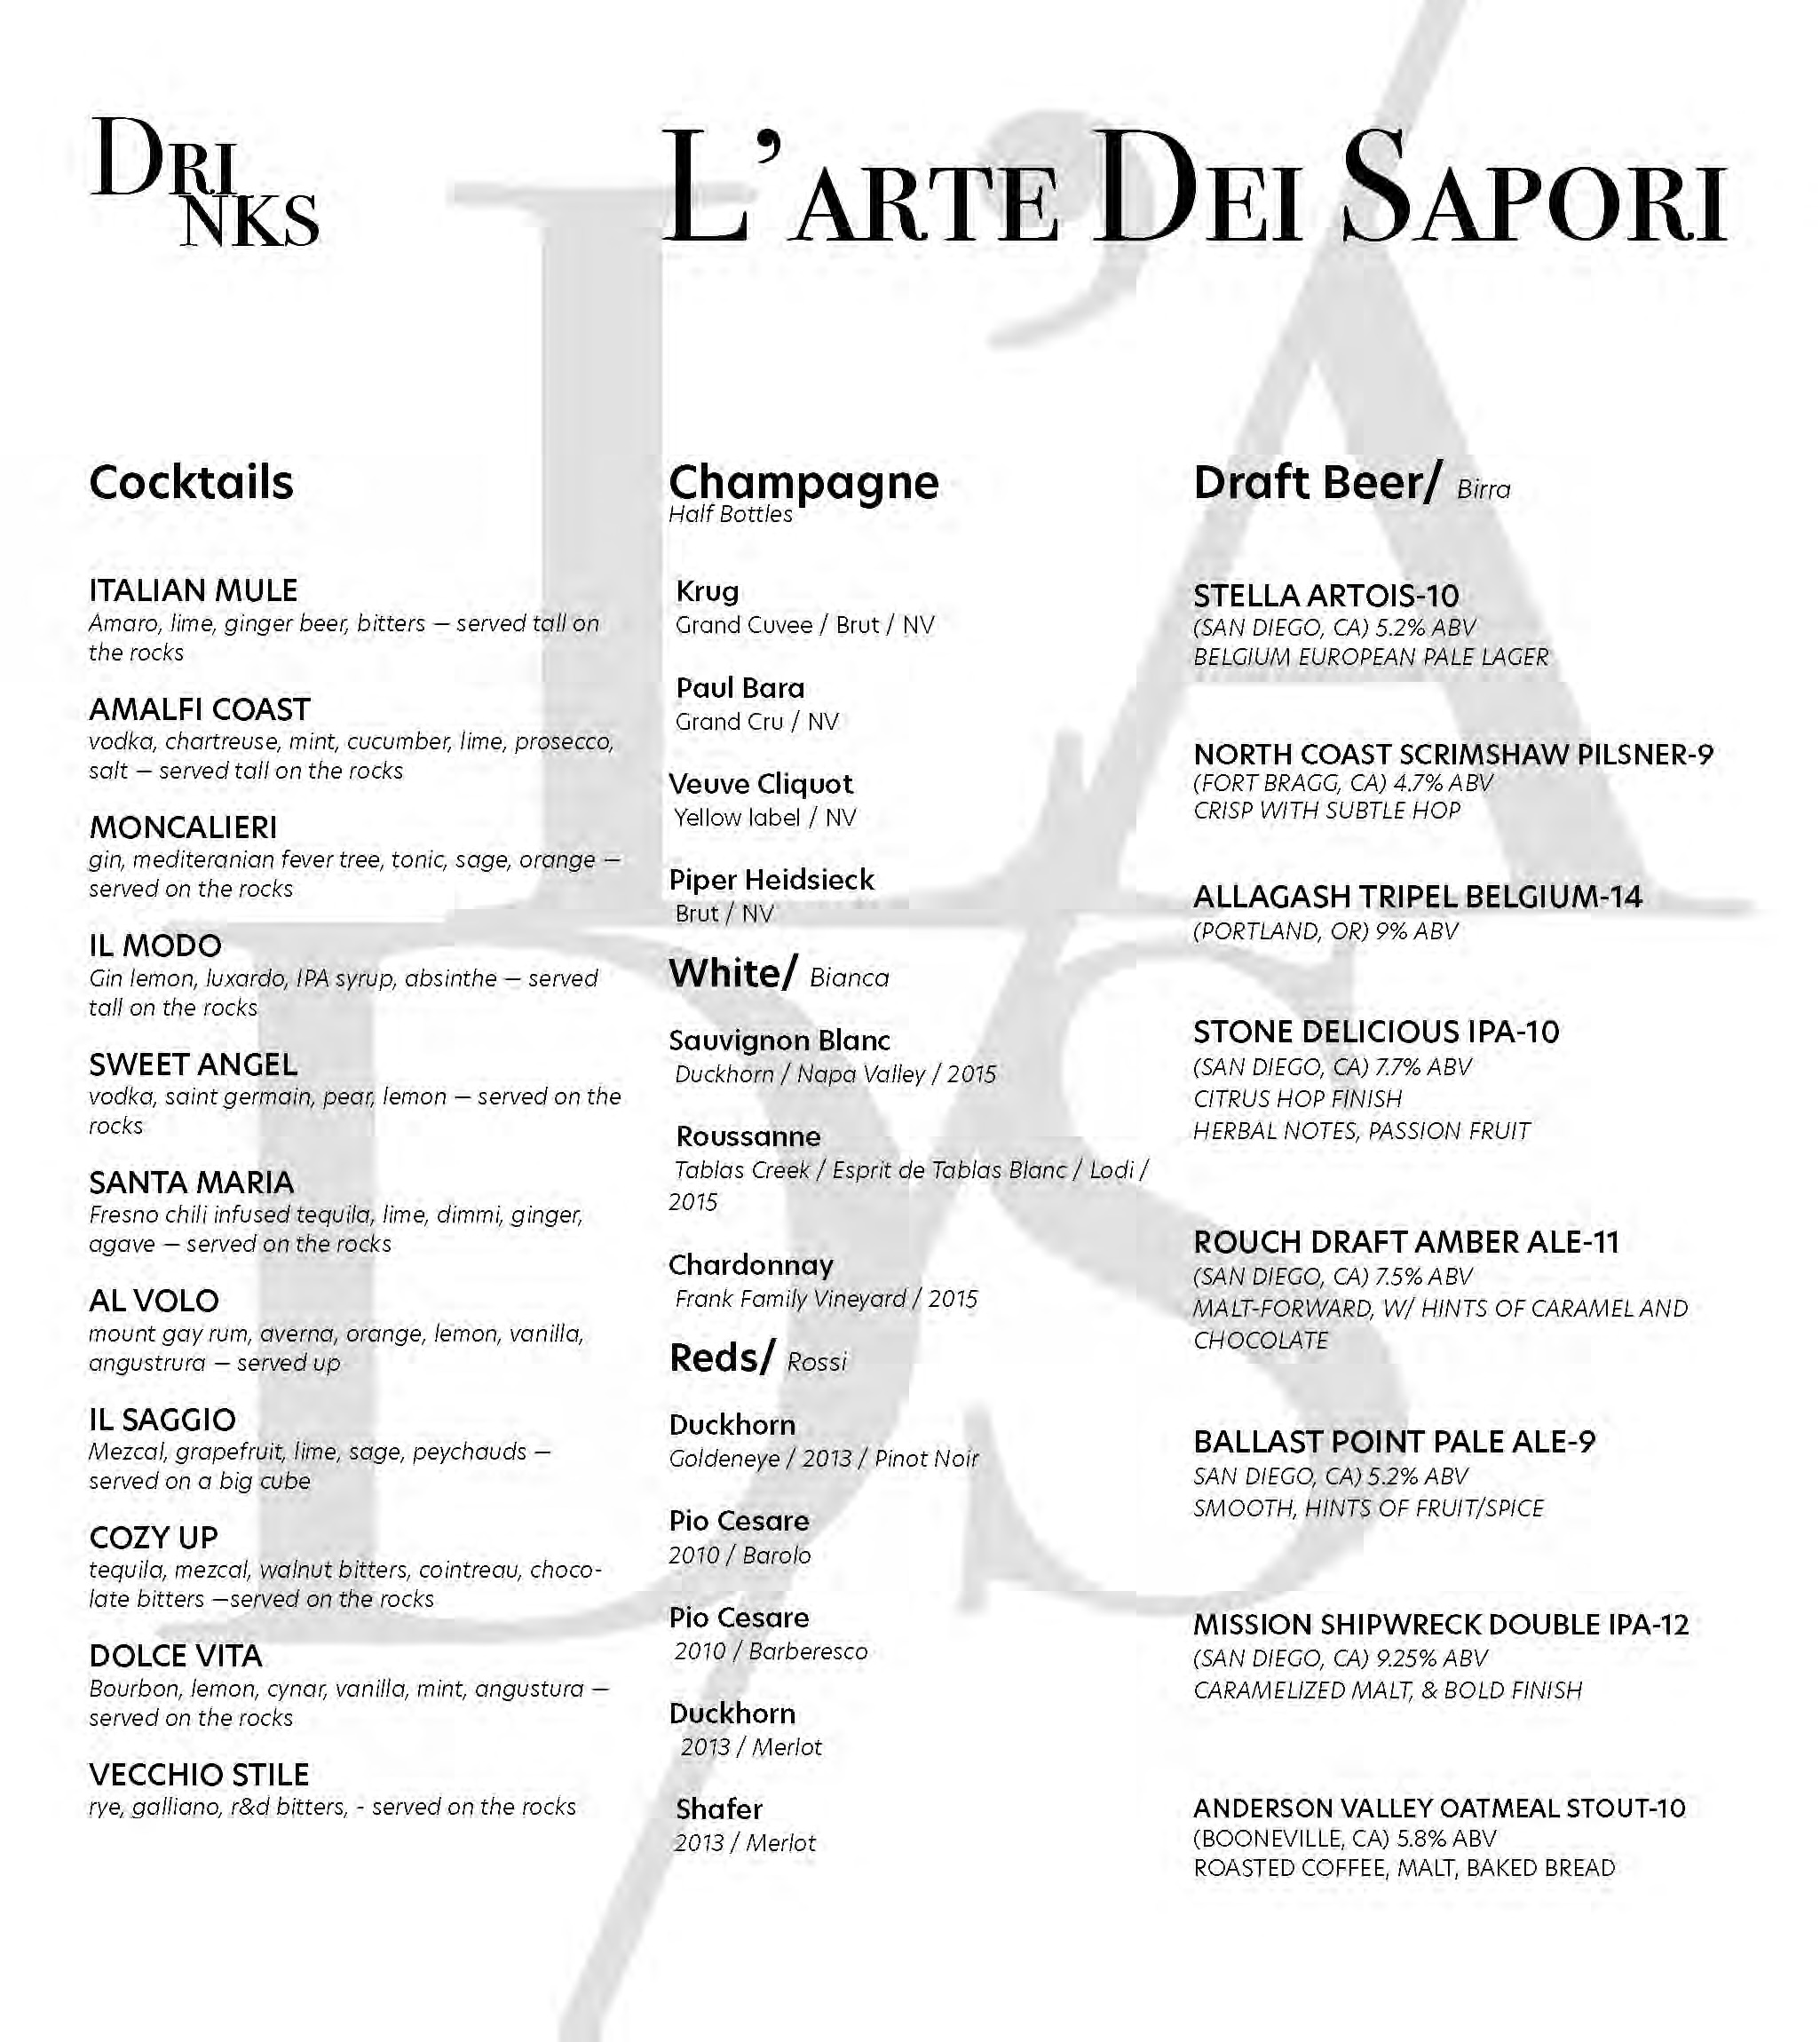 DRI
NKS
L'ARTE DEI SAPORI
Cocktails
ITALIAN MULE
Amaro, lime, ginger beer, bitters — served tall on
the rocks
AMALFI COAST
vodka, chartreuse, mint, cucumber, lime, prosecco,
salt — served tall on the rocks
MONCALIERI
gin, mediteranian fever tree, tonic, sage, orange —
served on the rocks
IL MODO
Gin lemon, luxardo, IPA syrup, absinthe — served
tall on the rocks
SWEET ANGEL
vodka, saint germain, pear, lemon — served on the
rocks
SANTA MARIA
Fresno chili infused tequila, lime, dimmi, ginger,
agave — served on the rocks
AL VOLO
mount gay rum, averna, orange, lemon, vanilla,
angustrura — served up
IL SAGGIO
Mezcal, grapefruit, lime, sage, peychauds —
served on a big cube
COZY UP
tequila, mezcal, walnut bitters, cointreau, choco-
late bitters —served on the rocks
DOLCE VITA
Bourbon, lemon, cynar, vanilla, mint, angustura —
served on the rocks
VECCHIO STILE
rye, galliano, r&d bitters, - served on the rocks
Champagne
Half Bottles
Krug
Grand Cuvee / Brut / NV
Paul Bara
Grand Cru / NV
Veuve Cliquot
Yellow label / NV
Piper Heidsieck
Brut / NV
White/ Bianca
Sauvignon Blanc
Duckhorn / Napa Valley / 2015
Roussanne
Tablas Creek / Esprit de Tablas Blanc / Lodi /
2015
Chardonnay
Frank Family Vineyard / 2015
Reds/ Rossi
Duckhorn
Goldeneye / 2013 / Pinot Noir
Pio Cesare
2010 / Barolo
Pio Cesare
2010 / Barberesco
Duckhorn
2013 / Merlot
Shafer
2013 / Merlot
Draft Beer/ Birra
STELLA ARTOIS-10
(SAN DIEGO, CA) 5.2% ABV
BELGIUM EUROPEAN PALE LAGER
NORTH COAST SCRIMSHAW PILSNER-9
(FORT BRAGG, CA) 4.7% ABV
CRISP WITH SUBTLE HOP
ALLAGASH TRIPEL BELGIUM-14
(PORTLAND, OR) 9% ABV
STONE DELICIOUS IPA-10
(SAN DIEGO, CA) 7.7% ABV
CITRUS HOP FINISH
HERBAL NOTES, PASSION FRUIT
ROUCH DRAFT AMBER ALE-11
(SAN DIEGO, CA) 7.5% ABV
MALT-FORWARD, W/ HINTS OF CARAMEL AND
CHOCOLATE
BALLAST POINT PALE ALE-9
SAN DIEGO, CA) 5.2% ABV
SMOOTH, HINTS OF FRUIT/SPICE
MISSION SHIPWRECK DOUBLE IPA-12
(SAN DIEGO, CA) 9.25% ABV
CARAMELIZED MALT, & BOLD FINISH
ANDERSON VALLEY OATMEAL STOUT-10
(BOONEVILLE, CA) 5.8% ABV
ROASTED COFFEE, MALT, BAKED BREAD
L'A
DS